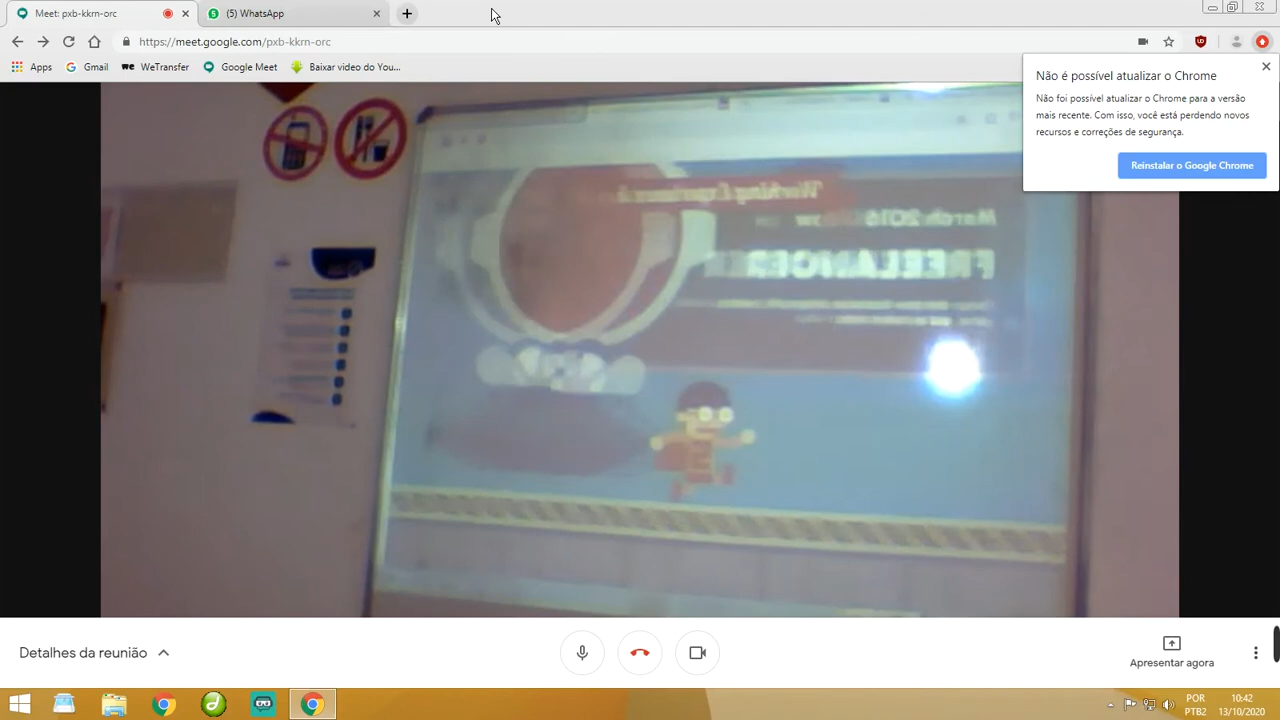 Meet: pxb-kkrn-orc
(5) WhatsApp
https://meet.google.com/pxb-kkrn-orc
Apps
Gmail
WeTransfer
Google Meet
Baixar video do You...
Não é possível atualizar o Chrome
Não foi possível atualizar o Chrome para a versão
mais recente. Com isso, você está perdendo novos
recursos e correções de segurança.
Reinstalar o Google Chrome
Working Experience
March 2016
FREELANCER
Detalhes da reunião
Apresentar agora
POR
PTB2
10:42
13/10/2020